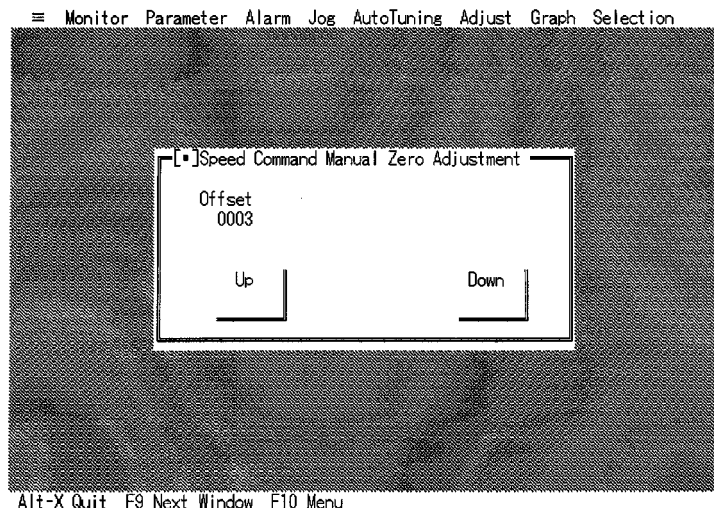 ≡ Monitor Parameter Alarm Jog AutoTuning Adjust Graph Selection
[▪]Speed Command Manual Zero Adjustment
Offset
0003
Up Down
Alt-X Quit F9 Next Window F10 Menu